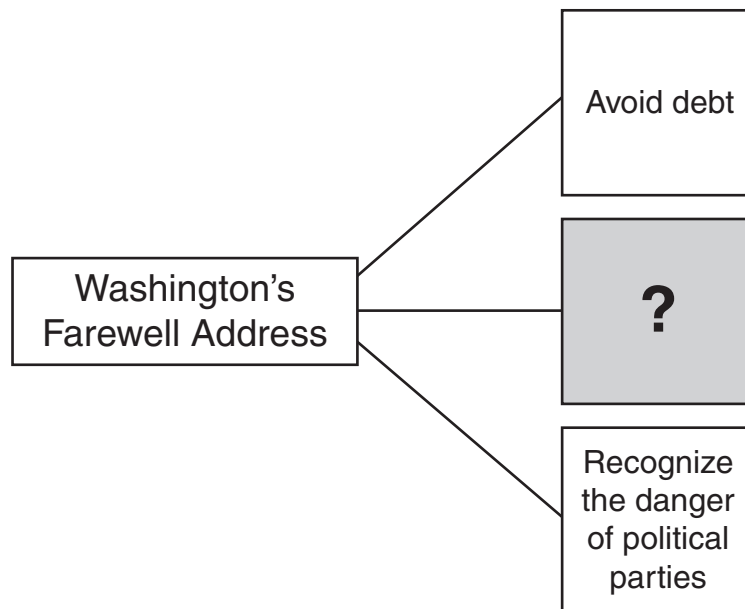 Avoid debt
Washington's
Farewell Address
?
Recognize
the danger
of political
parties